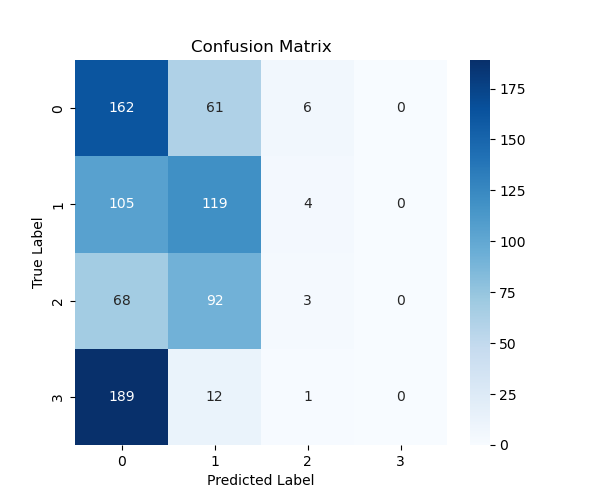 Confusion Matrix
True Label
0 162 61 6 0
1 105 119 4 0
2 68 92 3 0
3 189 12 1 0
0 1 2 3
Predicted Label
175
150
125
100
75
50
25
0